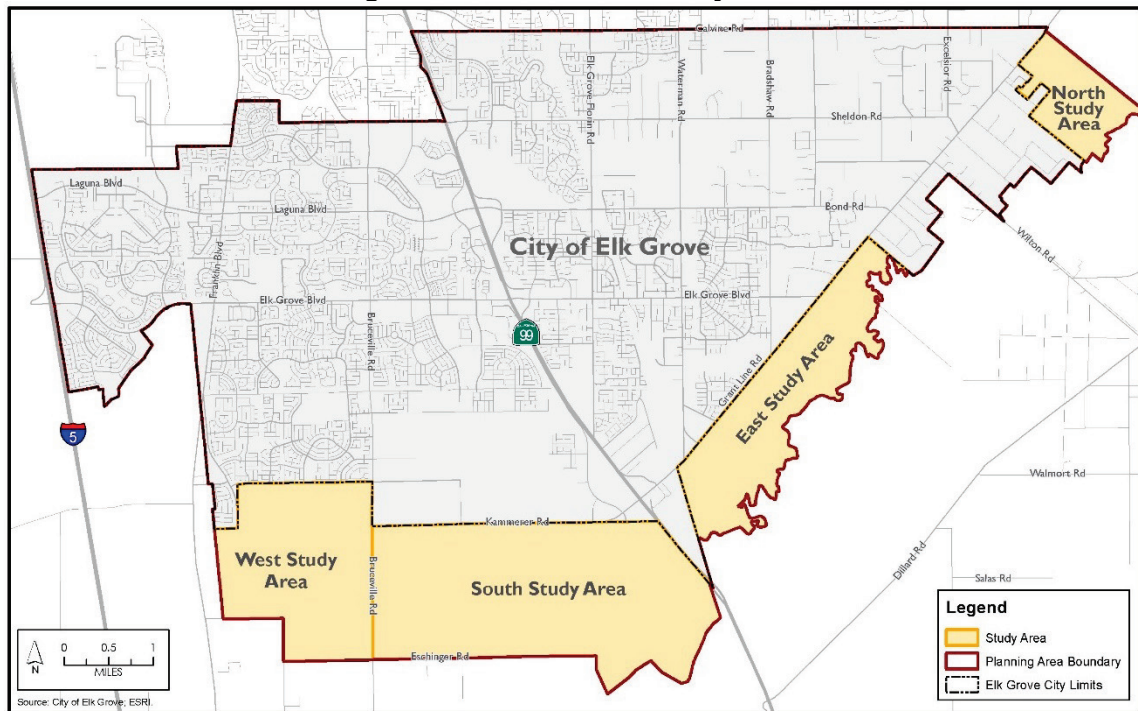 Calvine Rd
Elk Grove Florin Rd
Waterman Rd
Bradshaw Rd
Excelsior Rd
North
Study
Area
Sheldon Rd
Laguna Blvd
Laguna Blvd
Bond Rd
Wilton Rd
City of Elk Grove
Franklin Blvd
Elk Grove Blvd
Elk Grove Blvd
Bruceville Rd
99
Grant Line Rd
East Study Area
5
Walmort Rd
Kammerer Rd
West Study
Area
Bruceville Rd
South Study Area
Dillard Rd
Salas Rd
Eschinger Rd
N
0 0.5 1
MILES
Source: City of Elk Grove; ESRI.
Legend
Study Area
Planning Area Boundary
Elk Grove City Limits